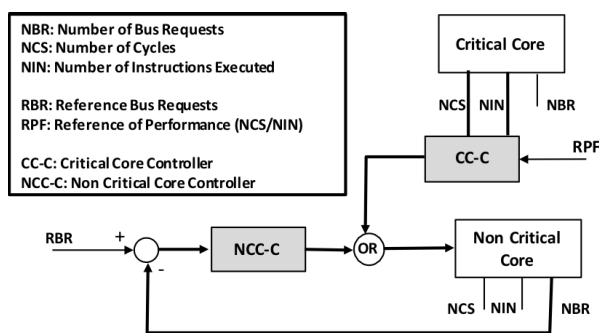 NBR: Number of Bus Requests
NCS: Number of Cycles
NIN: Number of Instructions Executed
RBR: Reference Bus Requests
RPF: Reference of Performance (NCS/NIN)
CC-C: Critical Core Controller
NCC-C: Non Critical Core Controller
Critical Core
NCS
NIN
NBR
CC-C
RPF
RBR
+
-
NCC-C
OR
Non Critical
Core
NCS
NIN
NBR